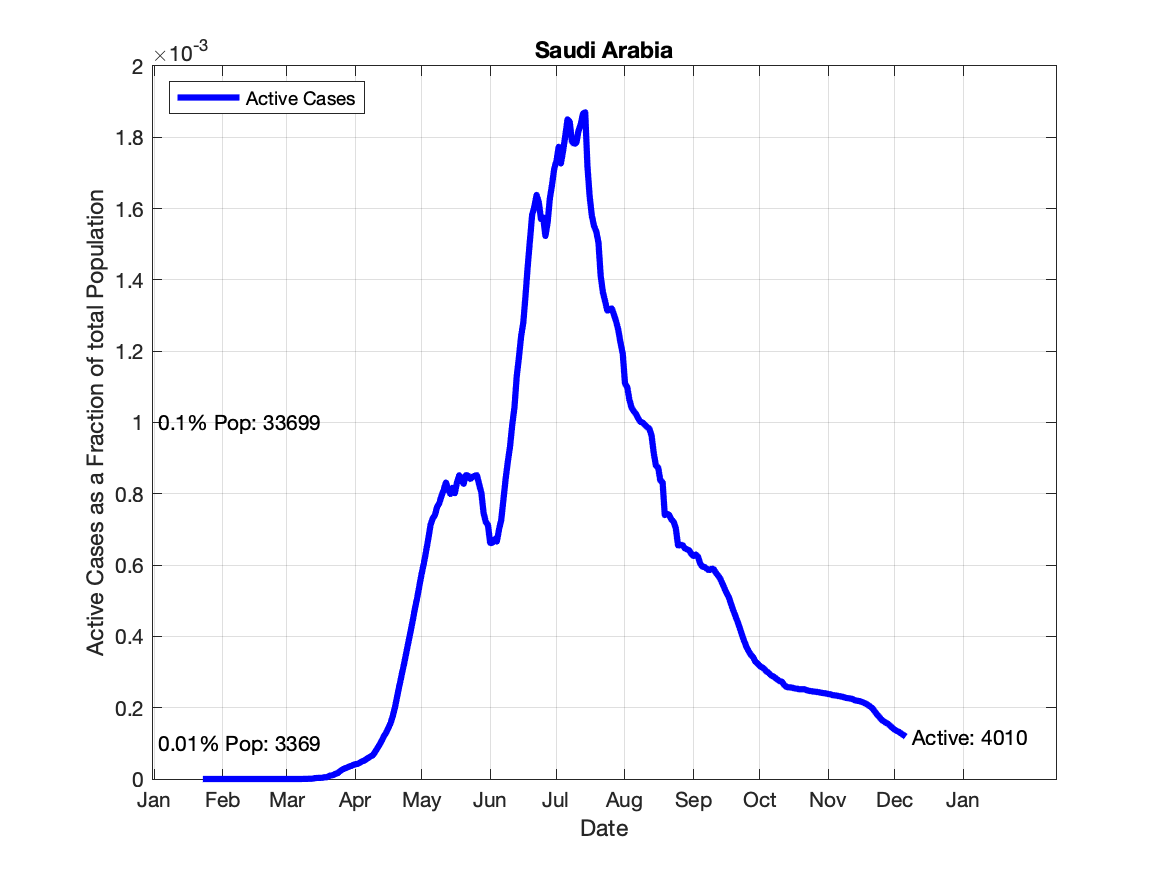 Saudi Arabia
×10-3
Active Cases
2
1.8
1.6
1.4
1.2
1
0.8
0.6
0.4
0.2
0
Active Cases as a Fraction of total Population
0.1% Pop: 33699
0.01% Pop: 3369
Active: 4010
Jan Feb Mar Apr May Jun Jul Aug Sep Oct Nov Dec Jan
Date